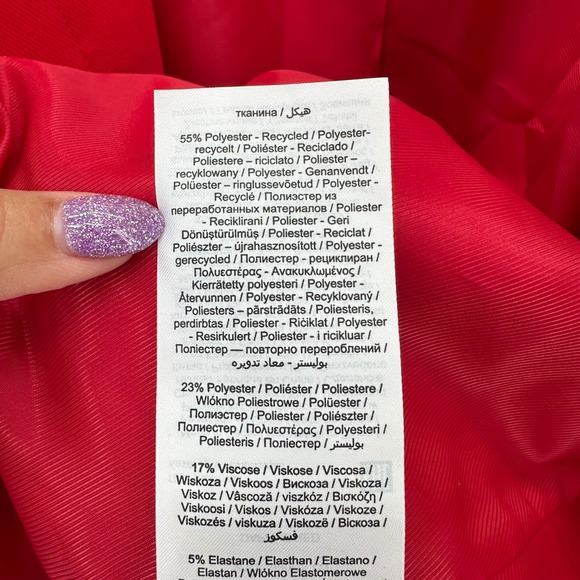 тканина / هيكل
55% Polyester - Recycled / Polyester-
recycelt / Poliéster - Reciclado /
Poliestere – riciclato / Poliester –
recyklowany / Polyester - Genanvendt /
Polüester – ringlussevõetud / Polyester -
Recyclé / Полиэстер из
переработанных материалов / Poliester
- Reciklirani / Poliester - Geri
Dönüştürülmüş / Poliester - Reciclat /
Poliészter – újrahasznosított / Polyester -
gerecycled / Полиестер – рециклиран /
Πολυεστέρας - Ανακυκλωμένος /
Kierrätetty polyesteri / Polyester -
Återvunnen / Polyester - Recyklovaný /
Poliesters – pārstrādāts / Poliesteris,
perdirbtas / Poliester - Riċiklat / Polyester
- Resirkulert / Poliester - i ricikluar /
Поліестер — повторно перероблений /
بوليستر - معاد تدويره
23% Polyester / Poliéster / Poliestere /
Włókno Poliestrowe / Polüester /
Полиэстер / Poliester / Poliészter /
Полиестер / Πολυεστέρας / Polyesteri /
Poliesteris / Поліестер / بوليستر
17% Viscose / Viskose / Viscosa /
Wiskoza / Viskoos / Вискоза / Viskoza /
Viskoz / Vâscoză / viszkóz / Βισκόζη /
Viskoosi / Viskos / Viskóza / Viskoze /
Viskozės / viskuza / Viskozë / Віскоза /
فسكوز
5% Elastane / Elasthan / Elastano /
Elastan / Włókno Elastomerowe